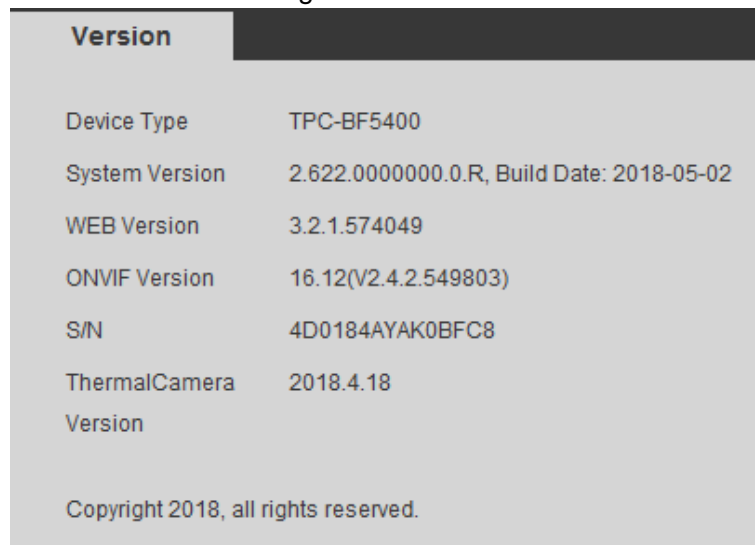 Version
Device Type TPC-BF5400
System Version 2.622.0000000.0.R, Build Date: 2018-05-02
WEB Version 3.2.1.574049
ONVIF Version 16.12(V2.4.2.549803)
S/N 4D0184AYAK0BFC8
ThermalCamera 2018.4.18
Version
Copyright 2018, all rights reserved.